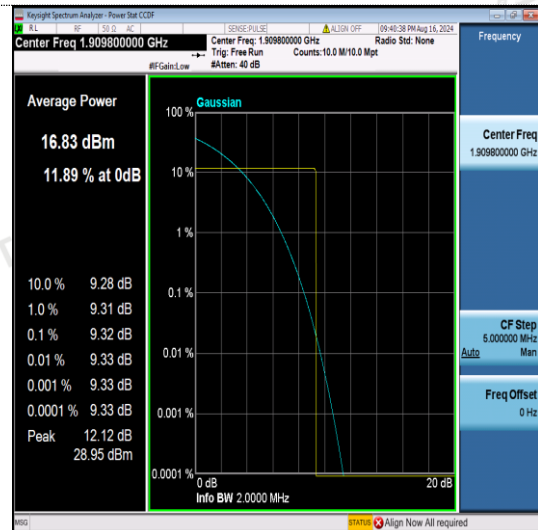 Keysight Spectrum Analyzer - Power Stat CCDF
RL RF 50 Ω AC SENSE:PULSE ALIGN OFF 09:40:38 PM Aug 16, 2024
Center Freq 1.909800000 GHz
Center Freq: 1.909800000 GHz Radio Std: None
Trig: Free Run Counts:10.0 M/10.0 Mpt
#IFGain:Low #Atten: 40 dB
Frequency
Average Power
16.83 dBm
11.89 % at 0dB
10.0 % 9.28 dB
1.0 % 9.31 dB
0.1 % 9.32 dB
0.01 % 9.33 dB
0.001 % 9.33 dB
0.0001 % 9.33 dB
Peak 12.12 dB
28.95 dBm
Gaussian
100 %
10 %
1 %
0.1 %
0.01 %
0.001 %
0.0001 %
0 dB 20 dB
Info BW 2.0000 MHz
Center Freq
1.909800000 GHz
CF Step
5.000000 MHz
Auto Man
Freq Offset
0 Hz
MSG STATUS Align Now All required